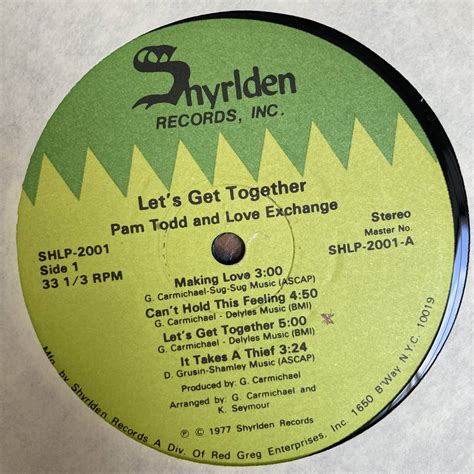 Shyrlden
RECORDS, INC.
Let's Get Together
Pam Todd and Love Exchange
SHLP-2001
Side 1
33 1/3 RPM
Stereo
Master No.
SHLP-2001-A
Making Love 3:00
G. Carmichael-Sug-Sug Music (ASCAP)
Can't Hold This Feeling 4:50
G. Carmichael - Delyles Music (BMI)
Let's Get Together 5:00
G. Carmichael - Delyles Music (BMI)
It Takes A Thief 3:24
D. Grusin-Shamley Music (ASCAP)
Produced by: G. Carmichael
Arranged by: G. Carmichael and
K. Seymour
℗ © 1977 Shyrlden Records
Mfg. by Shyrlden Records A Div. Of Red Greg Enterprises, Inc. 1650 B'Way N.Y.C. 10019